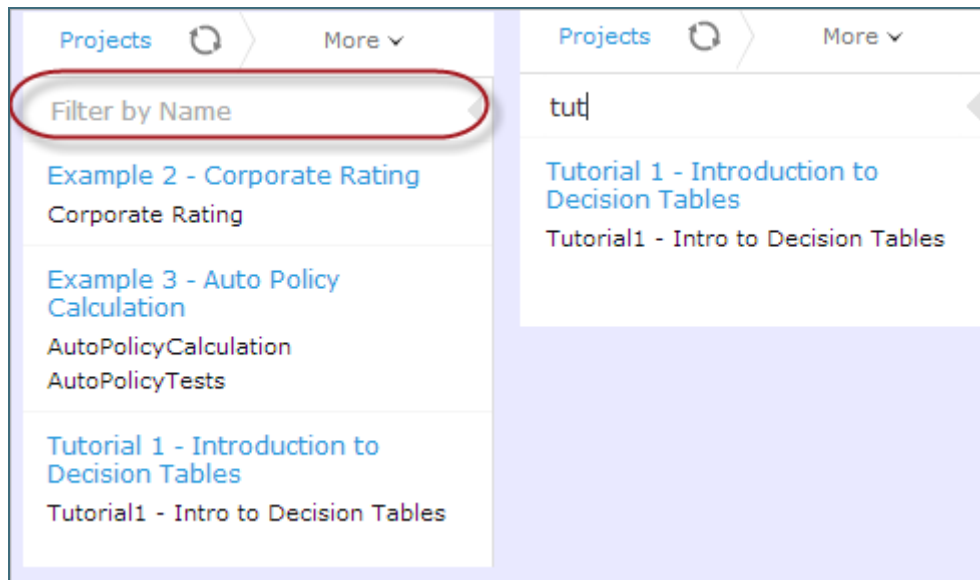 Projects More
Filter by Name
Example 2 - Corporate Rating
Corporate Rating
Example 3 - Auto Policy
Calculation
AutoPolicyCalculation
AutoPolicyTests
Tutorial 1 - Introduction to
Decision Tables
Tutorial1 - Intro to Decision Tables
Projects More
tut
Tutorial 1 - Introduction to
Decision Tables
Tutorial1 - Intro to Decision Tables